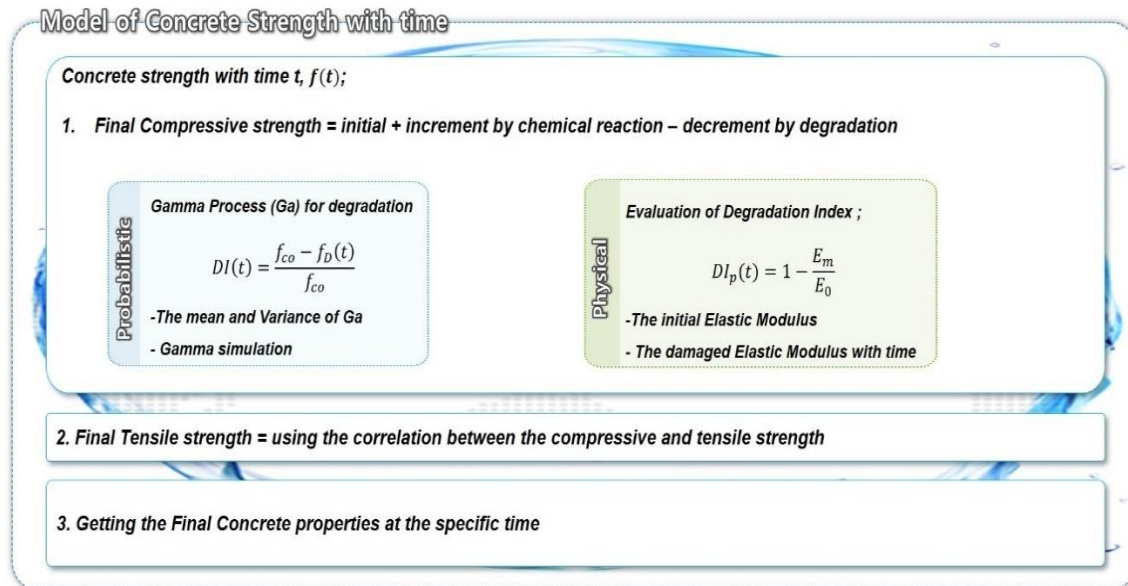 Model of Concrete Strength with time
Concrete strength with time t, f(t);
1. Final Compressive strength = initial + increment by chemical reaction – decrement by degradation
Probabilistic
Gamma Process (Ga) for degradation
DI(t) = (f_co − f_D(t)) / f_co
-The mean and Variance of Ga
- Gamma simulation
Physical
Evaluation of Degradation Index ;
DI_p(t) = 1 − E_m / E_0
-The initial Elastic Modulus
- The damaged Elastic Modulus with time
2. Final Tensile strength = using the correlation between the compressive and tensile strength
3. Getting the Final Concrete properties at the specific time